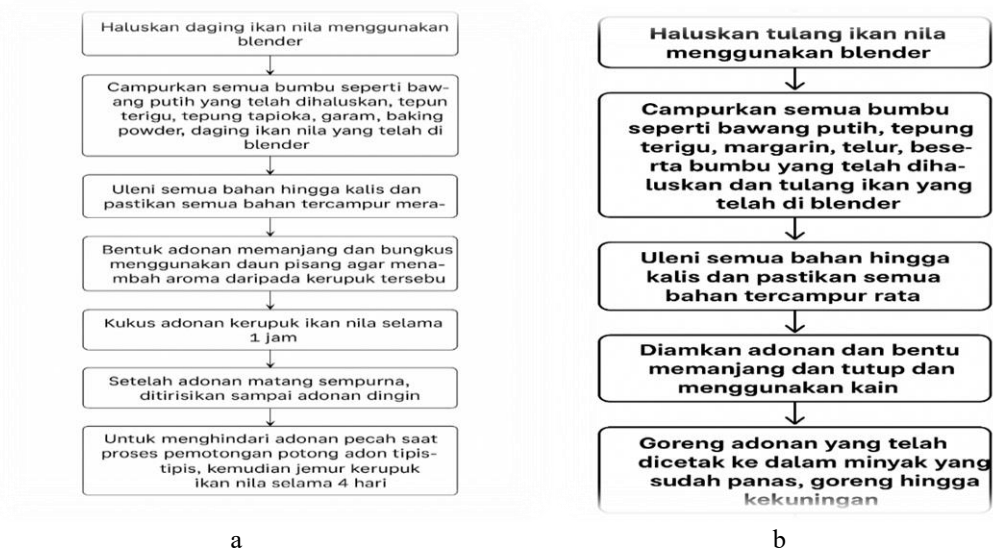 Haluskan daging ikan nila menggunakan
blender
Campurkan semua bumbu seperti baw-
ang putih yang telah dihaluskan, tepun
terigu, tepung tapioka, garam, baking
powder, daging ikan nila yang telah di
blender
Uleni semua bahan hingga kalis dan
pastikan semua bahan tercampur mera-
Bentuk adonan memanjang dan bungkus
menggunakan daun pisang agar mena-
mbah aroma daripada kerupuk tersebu
Kukus adonan kerupuk ikan nila selama
1 jam
Setelah adonan matang sempurna,
ditirisikan sampai adonan dingin
Untuk menghindari adonan pecah saat
proses pemotongan potong adon tipis-
tipis, kemudian jemur kerupuk
ikan nila selama 4 hari
a
Haluskan tulang ikan nila
menggunakan blender
Campurkan semua bumbu
seperti bawang putih, tepung
terigu, margarin, telur, bese-
rta bumbu yang telah diha-
luskan dan tulang ikan yang
telah di blender
Uleni semua bahan hingga
kalis dan pastikan semua
bahan tercampur rata
Diamkan adonan dan bentu
memanjang dan tutup dan
menggunakan kain
Goreng adonan yang telah
dicetak ke dalam minyak yang
sudah panas, goreng hingga
kekuningan
b